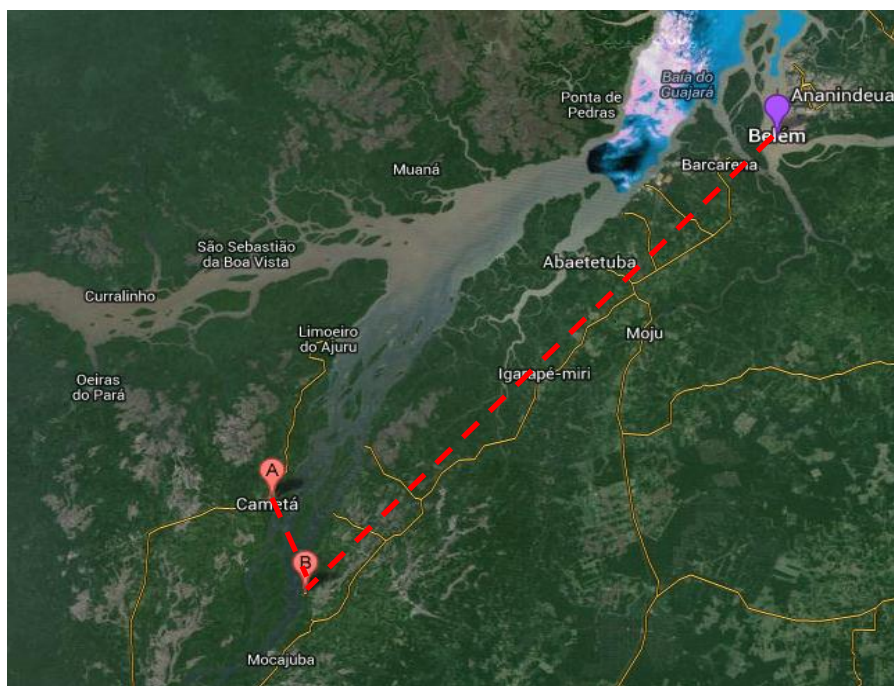 Baía do
Guajará
Ananindeua
Ponta de
Pedras
Belém
Barcarena
Muaná
São Sebastião
da Boa Vista
Abaetetuba
Curralinho
Limoeiro
do Ajuru
Moju
Oeiras
do Pará
Igarapé-miri
A
Cametá
B
Mocajuba